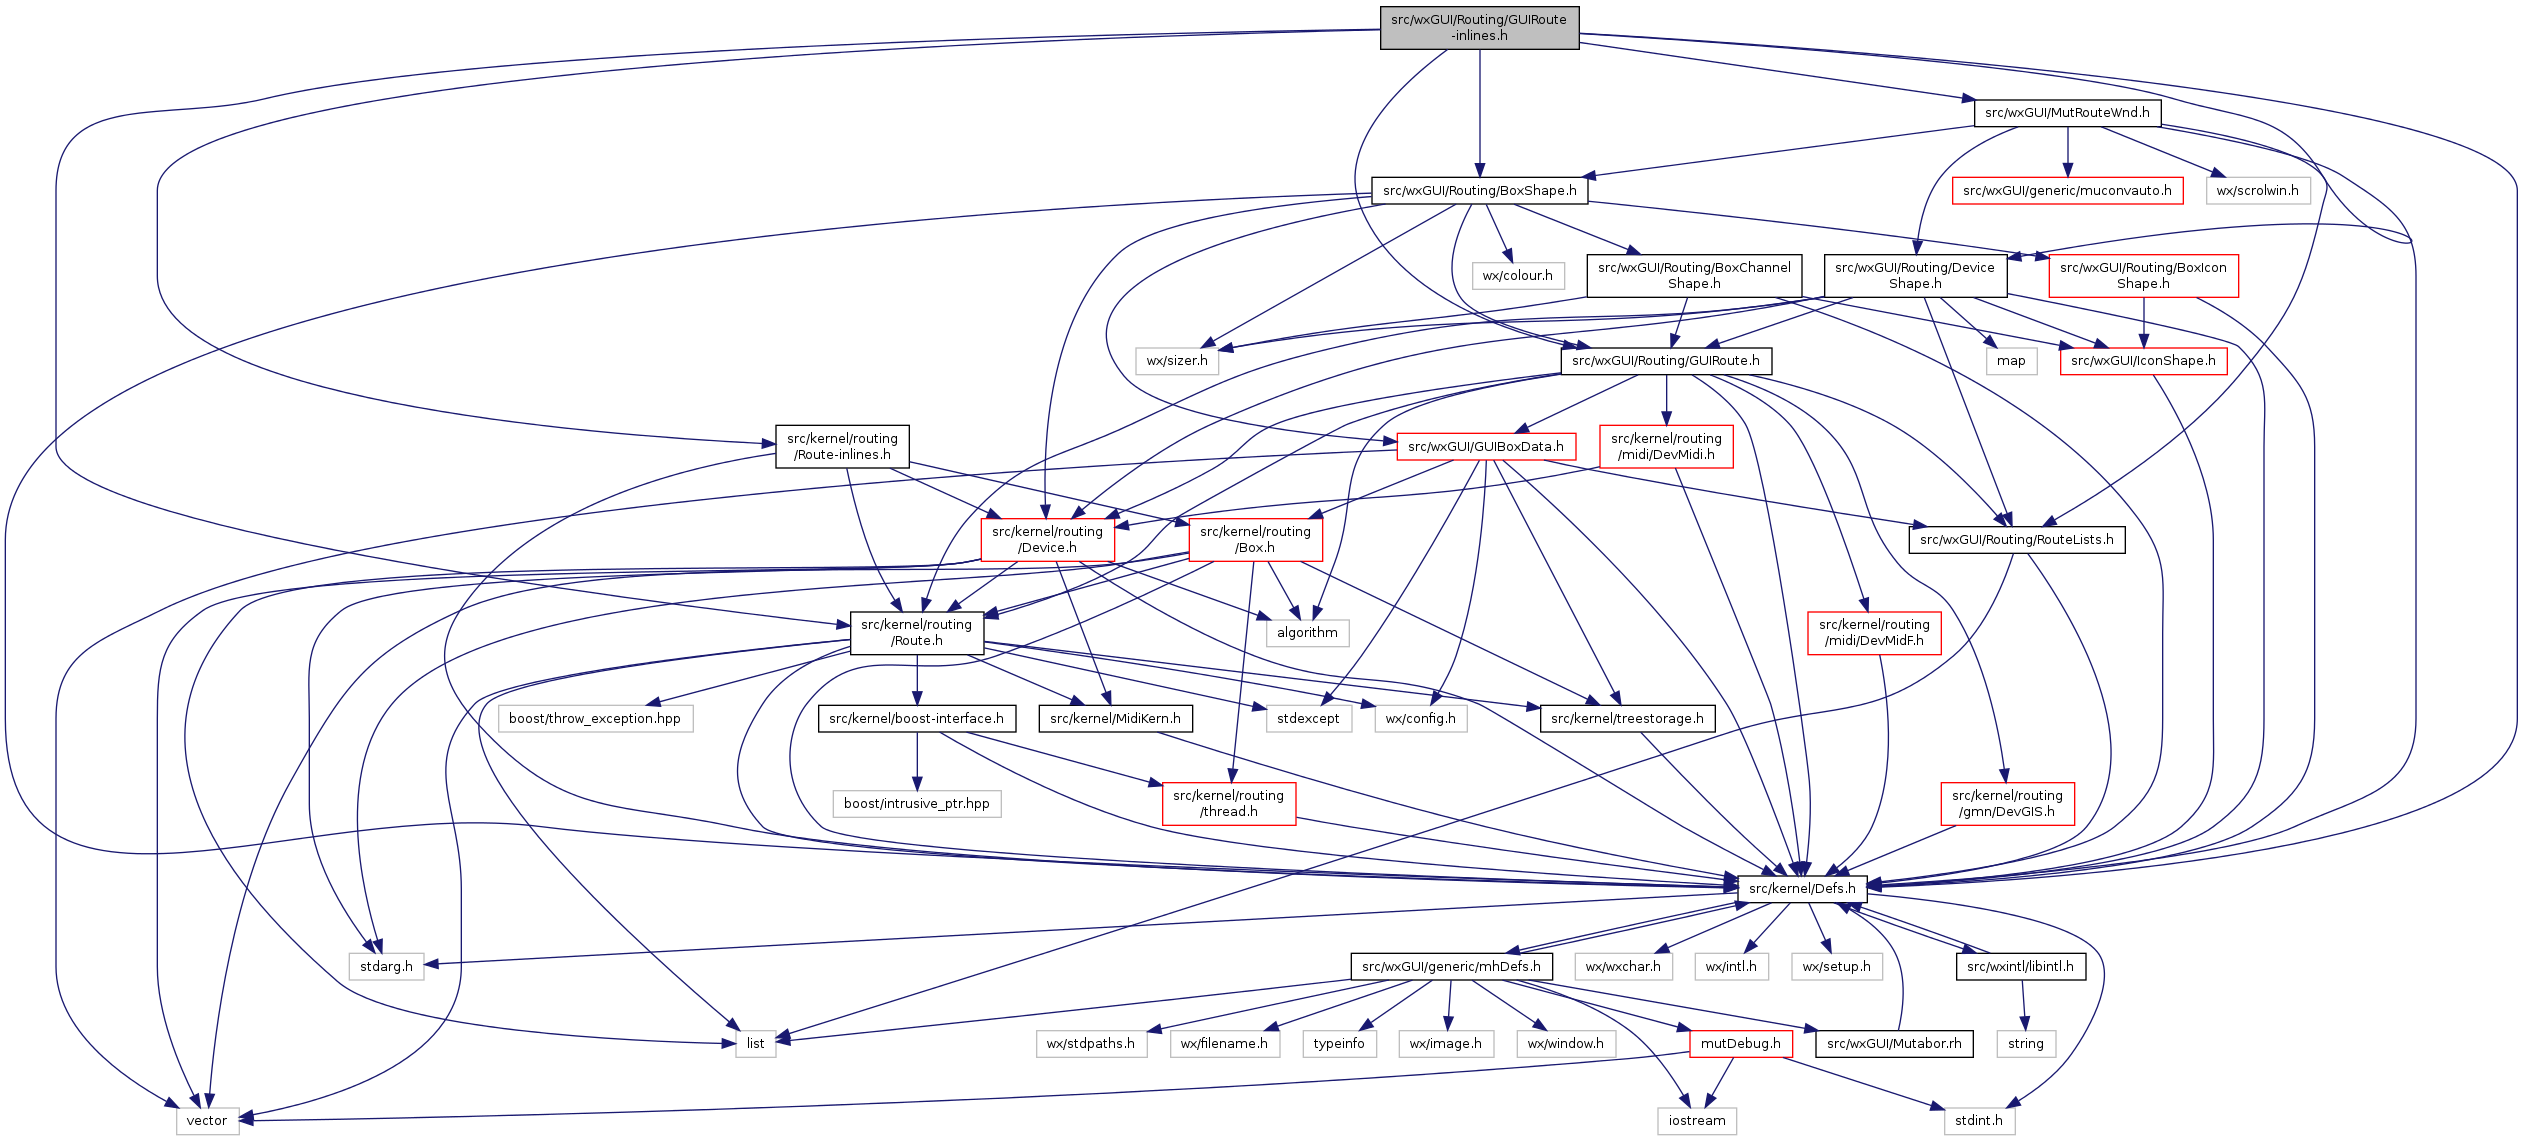 src/wxGUI/Routing/GUIRoute
-inlines.h
src/wxGUI/MutRouteWnd.h
src/wxGUI/Routing/BoxShape.h
src/wxGUI/generic/muconvauto.h
wx/scrolwin.h
wx/colour.h
src/wxGUI/Routing/BoxChannel
Shape.h
src/wxGUI/Routing/Device
Shape.h
src/wxGUI/Routing/BoxIcon
Shape.h
wx/sizer.h
src/wxGUI/Routing/GUIRoute.h
map
src/wxGUI/IconShape.h
src/kernel/routing
/Route-inlines.h
src/wxGUI/GUIBoxData.h
src/kernel/routing
/midi/DevMidi.h
src/kernel/routing
/Device.h
src/kernel/routing
/Box.h
src/wxGUI/Routing/RouteLists.h
src/kernel/routing
/Route.h
algorithm
src/kernel/routing
/midi/DevMidF.h
boost/throw_exception.hpp
src/kernel/boost-interface.h
src/kernel/MidiKern.h
stdexcept
wx/config.h
src/kernel/treestorage.h
boost/intrusive_ptr.hpp
src/kernel/routing
/thread.h
src/kernel/routing
/gmn/DevGIS.h
src/kernel/Defs.h
stdarg.h
src/wxGUI/generic/mhDefs.h
wx/wxchar.h
wx/intl.h
wx/setup.h
src/wxintl/libintl.h
list
wx/stdpaths.h
wx/filename.h
typeinfo
wx/image.h
wx/window.h
mutDebug.h
src/wxGUI/Mutabor.rh
string
vector
iostream
stdint.h